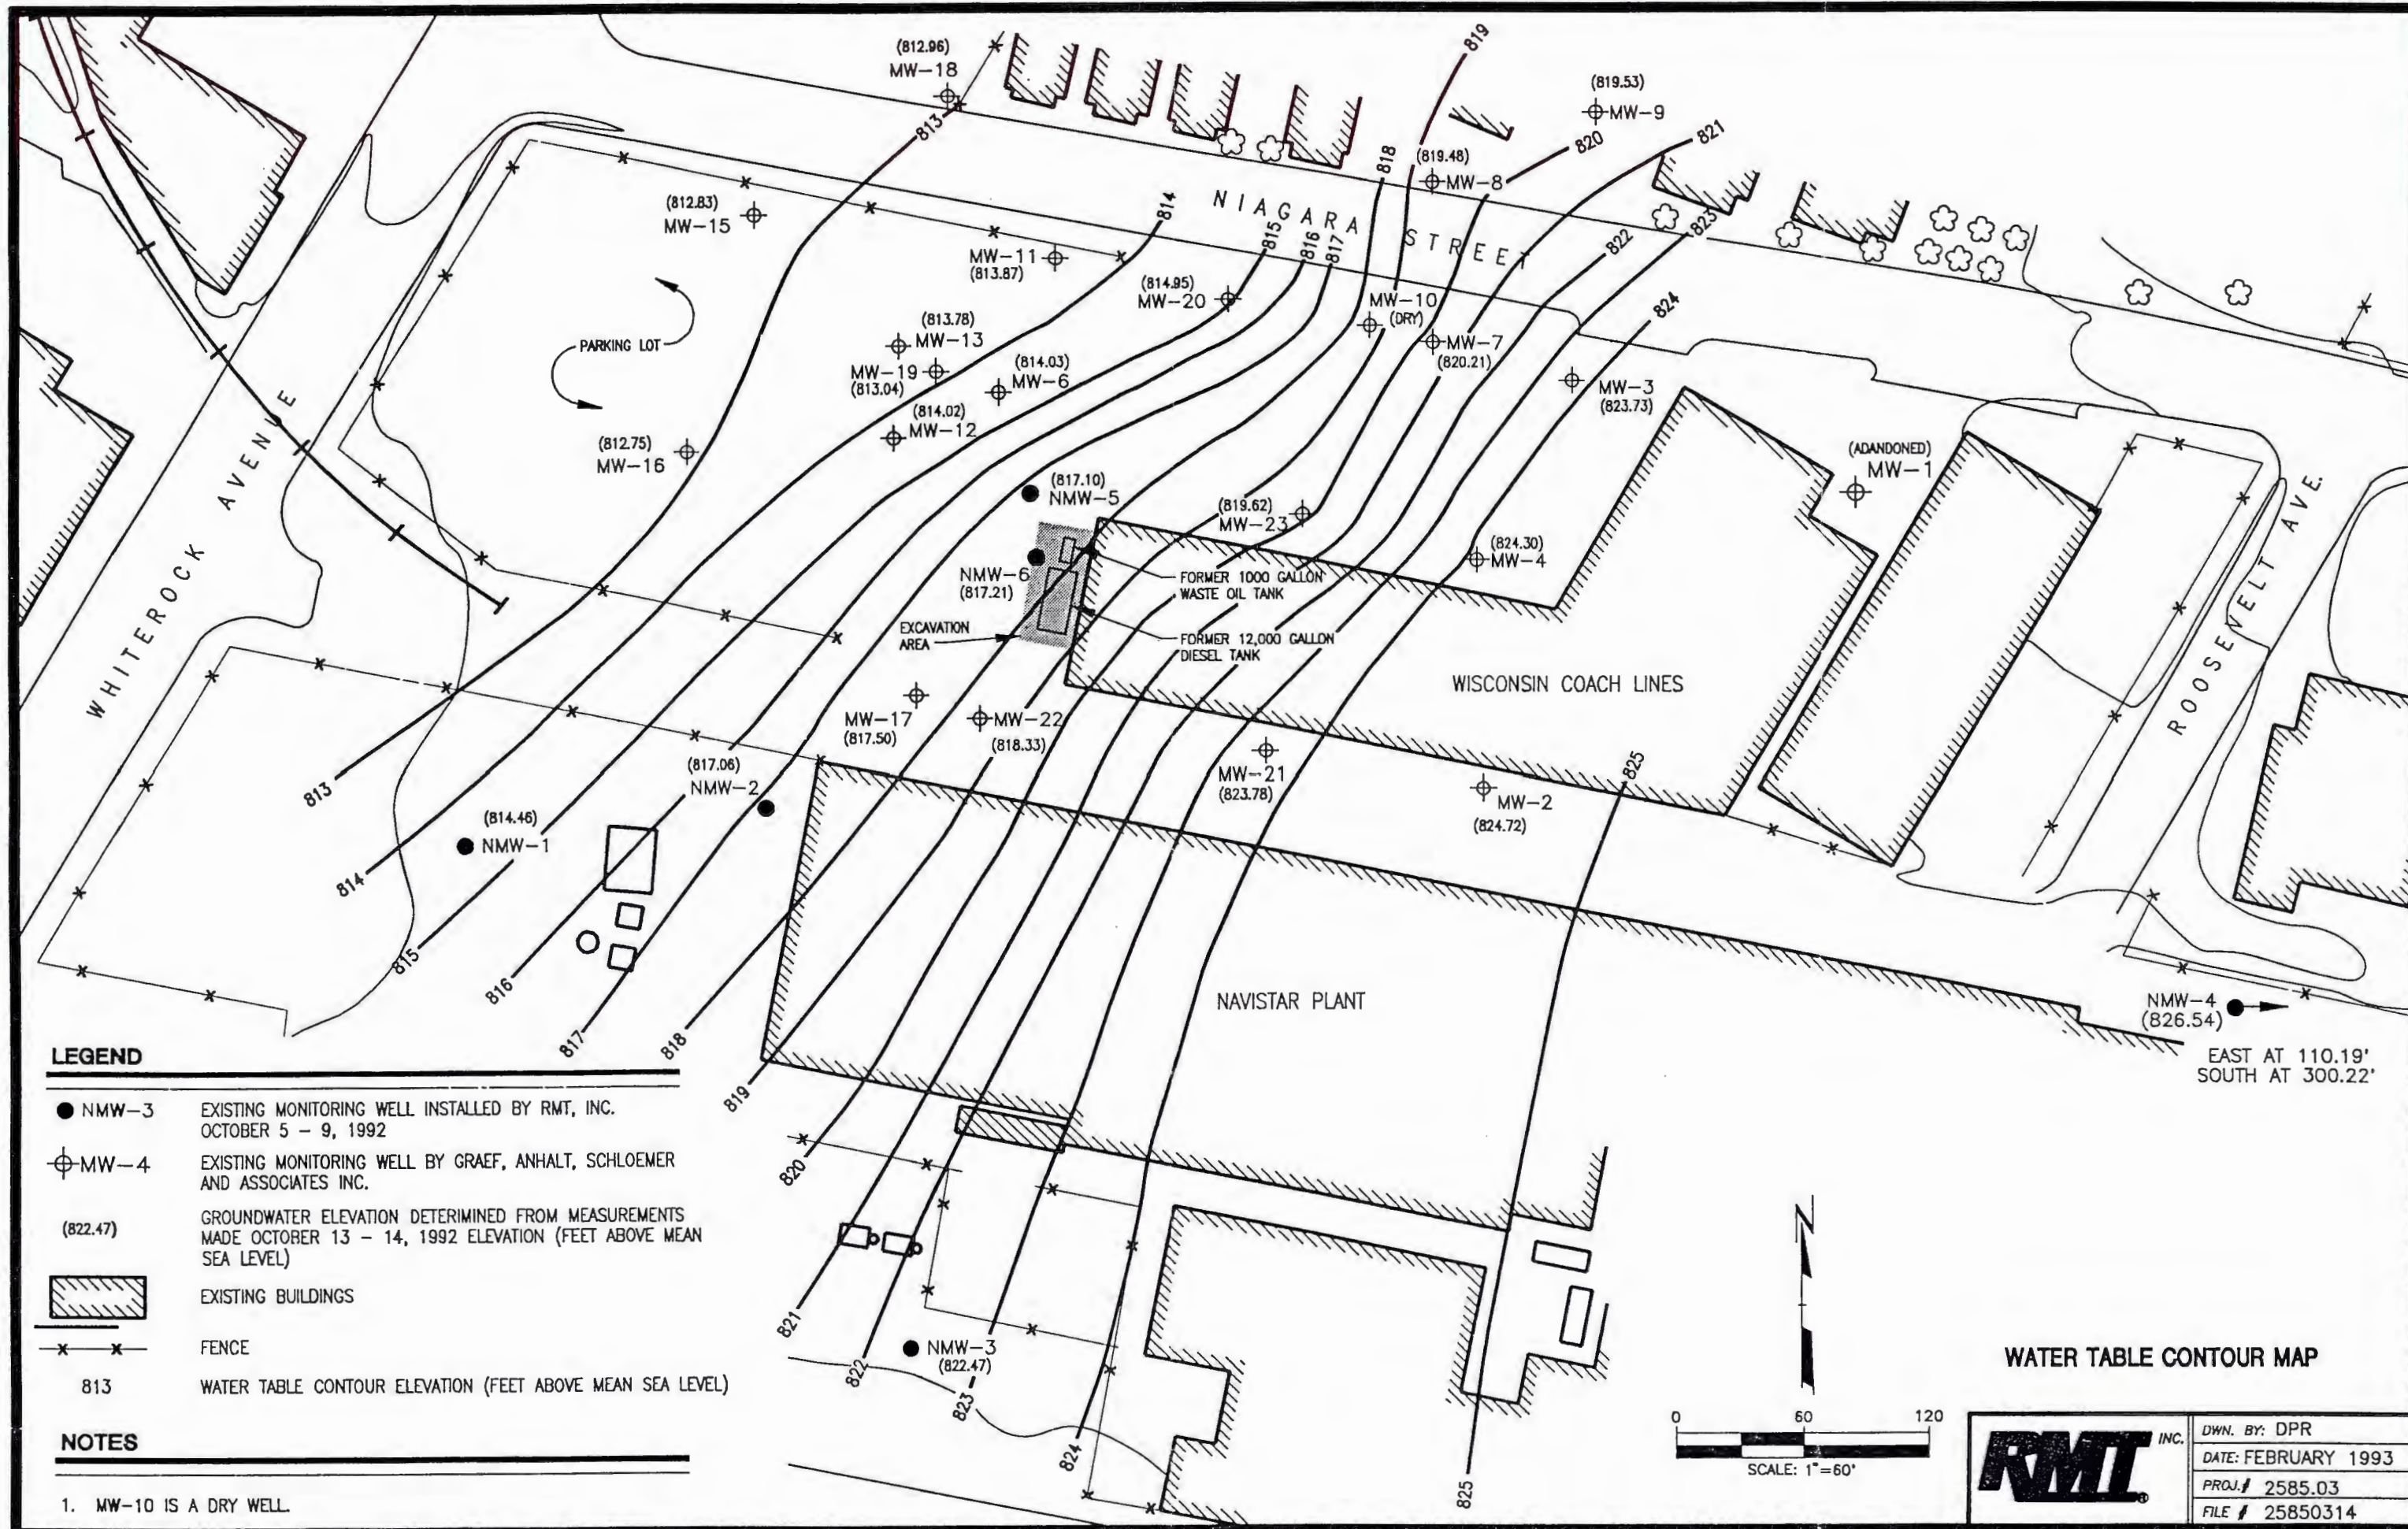 819
(812.96)
MW-18
(819.53)
MW-9
813
820
821
818
(819.48)
MW-8
(812.83)
MW-15
814
NIAGARA STREET
815
816
817
822
823
MW-11
(813.87)
(814.95)
MW-20
MW-10
(DRY)
824
(813.78)
MW-13
PARKING LOT
MW-7
(820.21)
MW-19
(813.04)
(814.03)
MW-6
MW-3
(823.73)
(814.02)
MW-12
WHITEROCK AVENUE
(812.75)
MW-16
(ADANDONED)
MW-1
(817.10)
NMW-5
(819.62)
MW-23
ROOSEVELT AVE.
(824.30)
MW-4
NMW-6
(817.21)
FORMER 1000 GALLON
WASTE OIL TANK
EXCAVATION
AREA
FORMER 12,000 GALLON
DIESEL TANK
WISCONSIN COACH LINES
MW-17
(817.50)
MW-22
(818.33)
(817.06)
NMW-2
MW-21
(823.78)
825
MW-2
(824.72)
813
(814.46)
NMW-1
814
815
816
817
818
819
820
821
822
823
824
825
NAVISTAR PLANT
NMW-4
(826.54)
EAST AT 110.19'
SOUTH AT 300.22'
NMW-3
(822.47)
LEGEND
NMW-3 EXISTING MONITORING WELL INSTALLED BY RMT, INC.
OCTOBER 5 - 9, 1992
MW-4 EXISTING MONITORING WELL BY GRAEF, ANHALT, SCHLOEMER
AND ASSOCIATES INC.
(822.47) GROUNDWATER ELEVATION DETERIMINED FROM MEASUREMENTS
MADE OCTOBER 13 - 14, 1992 ELEVATION (FEET ABOVE MEAN
SEA LEVEL)
EXISTING BUILDINGS
FENCE
813 WATER TABLE CONTOUR ELEVATION (FEET ABOVE MEAN SEA LEVEL)
NOTES
1. MW-10 IS A DRY WELL.
N
0 60 120
SCALE: 1"=60'
WATER TABLE CONTOUR MAP
RMT INC.
®
DWN. BY: DPR
DATE: FEBRUARY 1993
PROJ.# 2585.03
FILE # 25850314